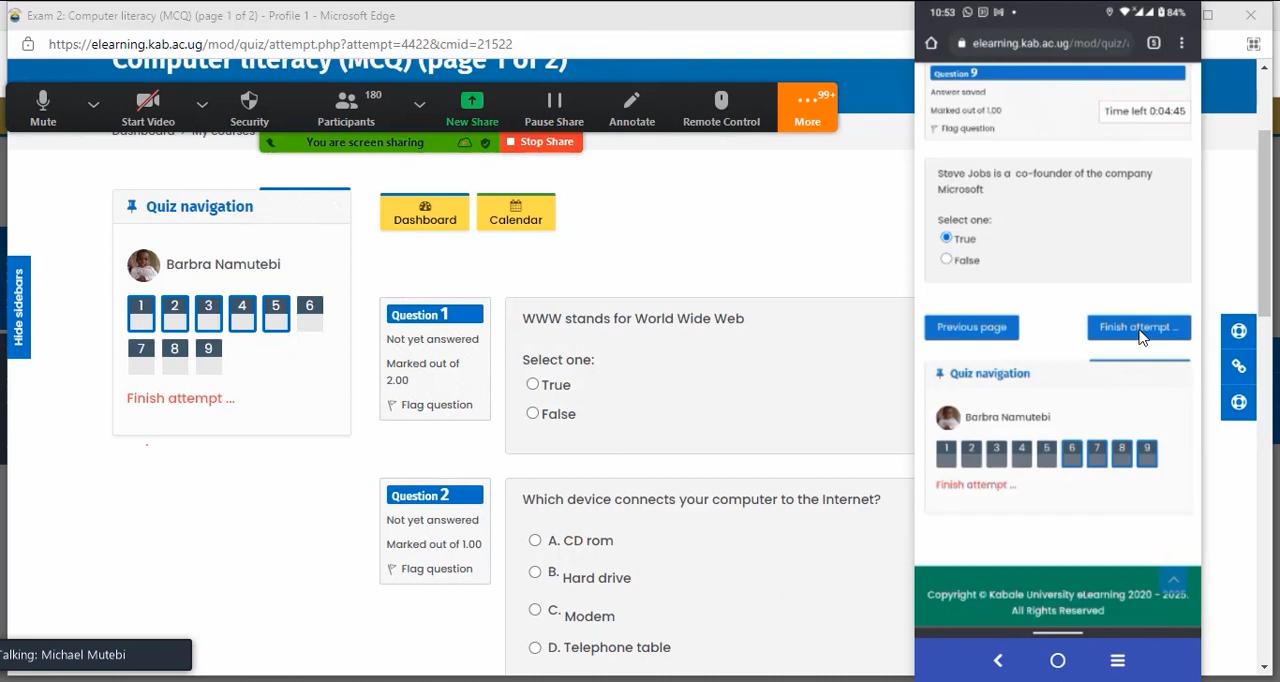 Exam 2: Computer literacy (MCQ) (page 1 of 2) - Profile 1 - Microsoft Edge
https://elearning.kab.ac.ug/mod/quiz/attempt.php?attempt=4422&cmid=21522
Computer literacy (MCQ) (page 1 of 2)
Mute
Start Video
Security
Participants
180
New Share
Pause Share
Annotate
Remote Control
More
99+
Dashboard
My courses
You are screen sharing
Stop Share
Hide sidebars
Quiz navigation
Barbra Namutebi
1 2 3 4 5 6
7 8 9
Finish attempt ...
Dashboard
Calendar
Question 1
Not yet answered
Marked out of
2.00
Flag question
WWW stands for World Wide Web
Select one:
True
False
Question 2
Not yet answered
Marked out of 1.00
Flag question
Which device connects your computer to the Internet?
A. CD rom
B. Hard drive
C. Modem
D. Telephone table
Talking: Michael Mutebi
10:53
84%
elearning.kab.ac.ug/mod/quiz/
5
Question 9
Answer saved
Marked out of 1.00
Time left 0:04:45
Flag question
Steve Jobs is a co-founder of the company
Microsoft
Select one:
True
False
Previous page
Finish attempt ...
Quiz navigation
Barbra Namutebi
1 2 3 4 5 6 7 8 9
Finish attempt ...
Copyright © Kabale University eLearning 2020 - 2025.
All Rights Reserved